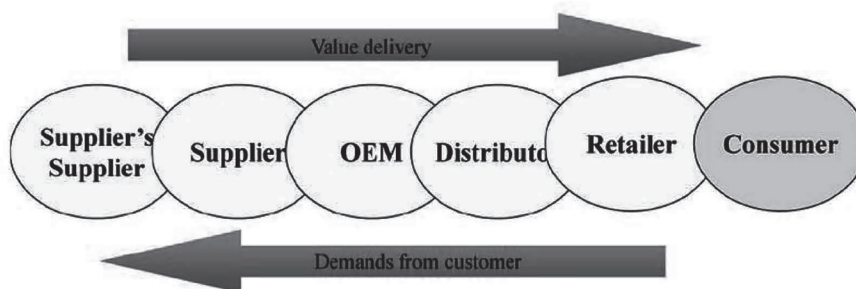 Value delivery
Supplier's
Supplier
Supplier
OEM
Distributo
Retailer
Consumer
Demands from customer